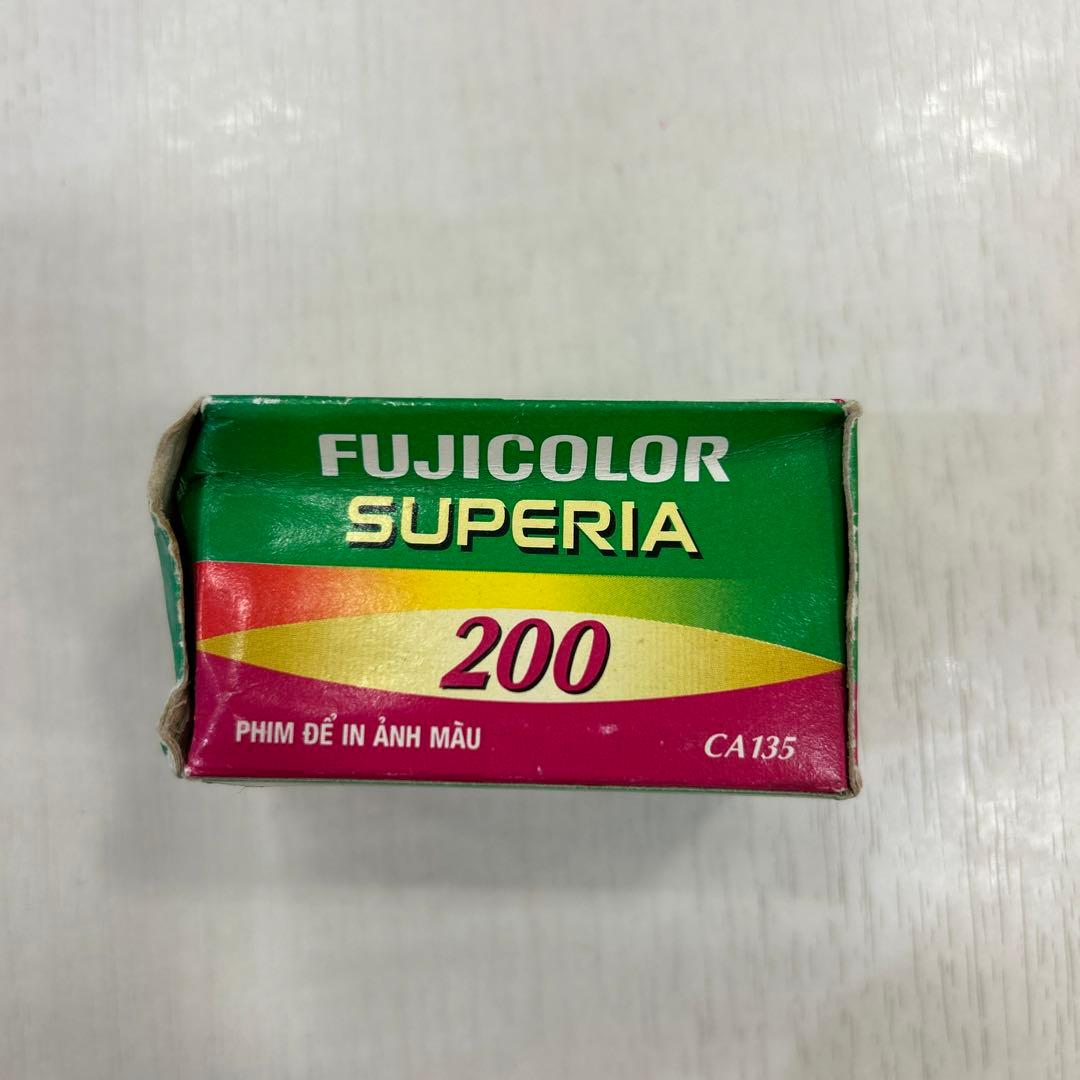 FUJICOLOR
SUPERIA
200
PHIM ĐỂ IN ẢNH MÀU
CA135